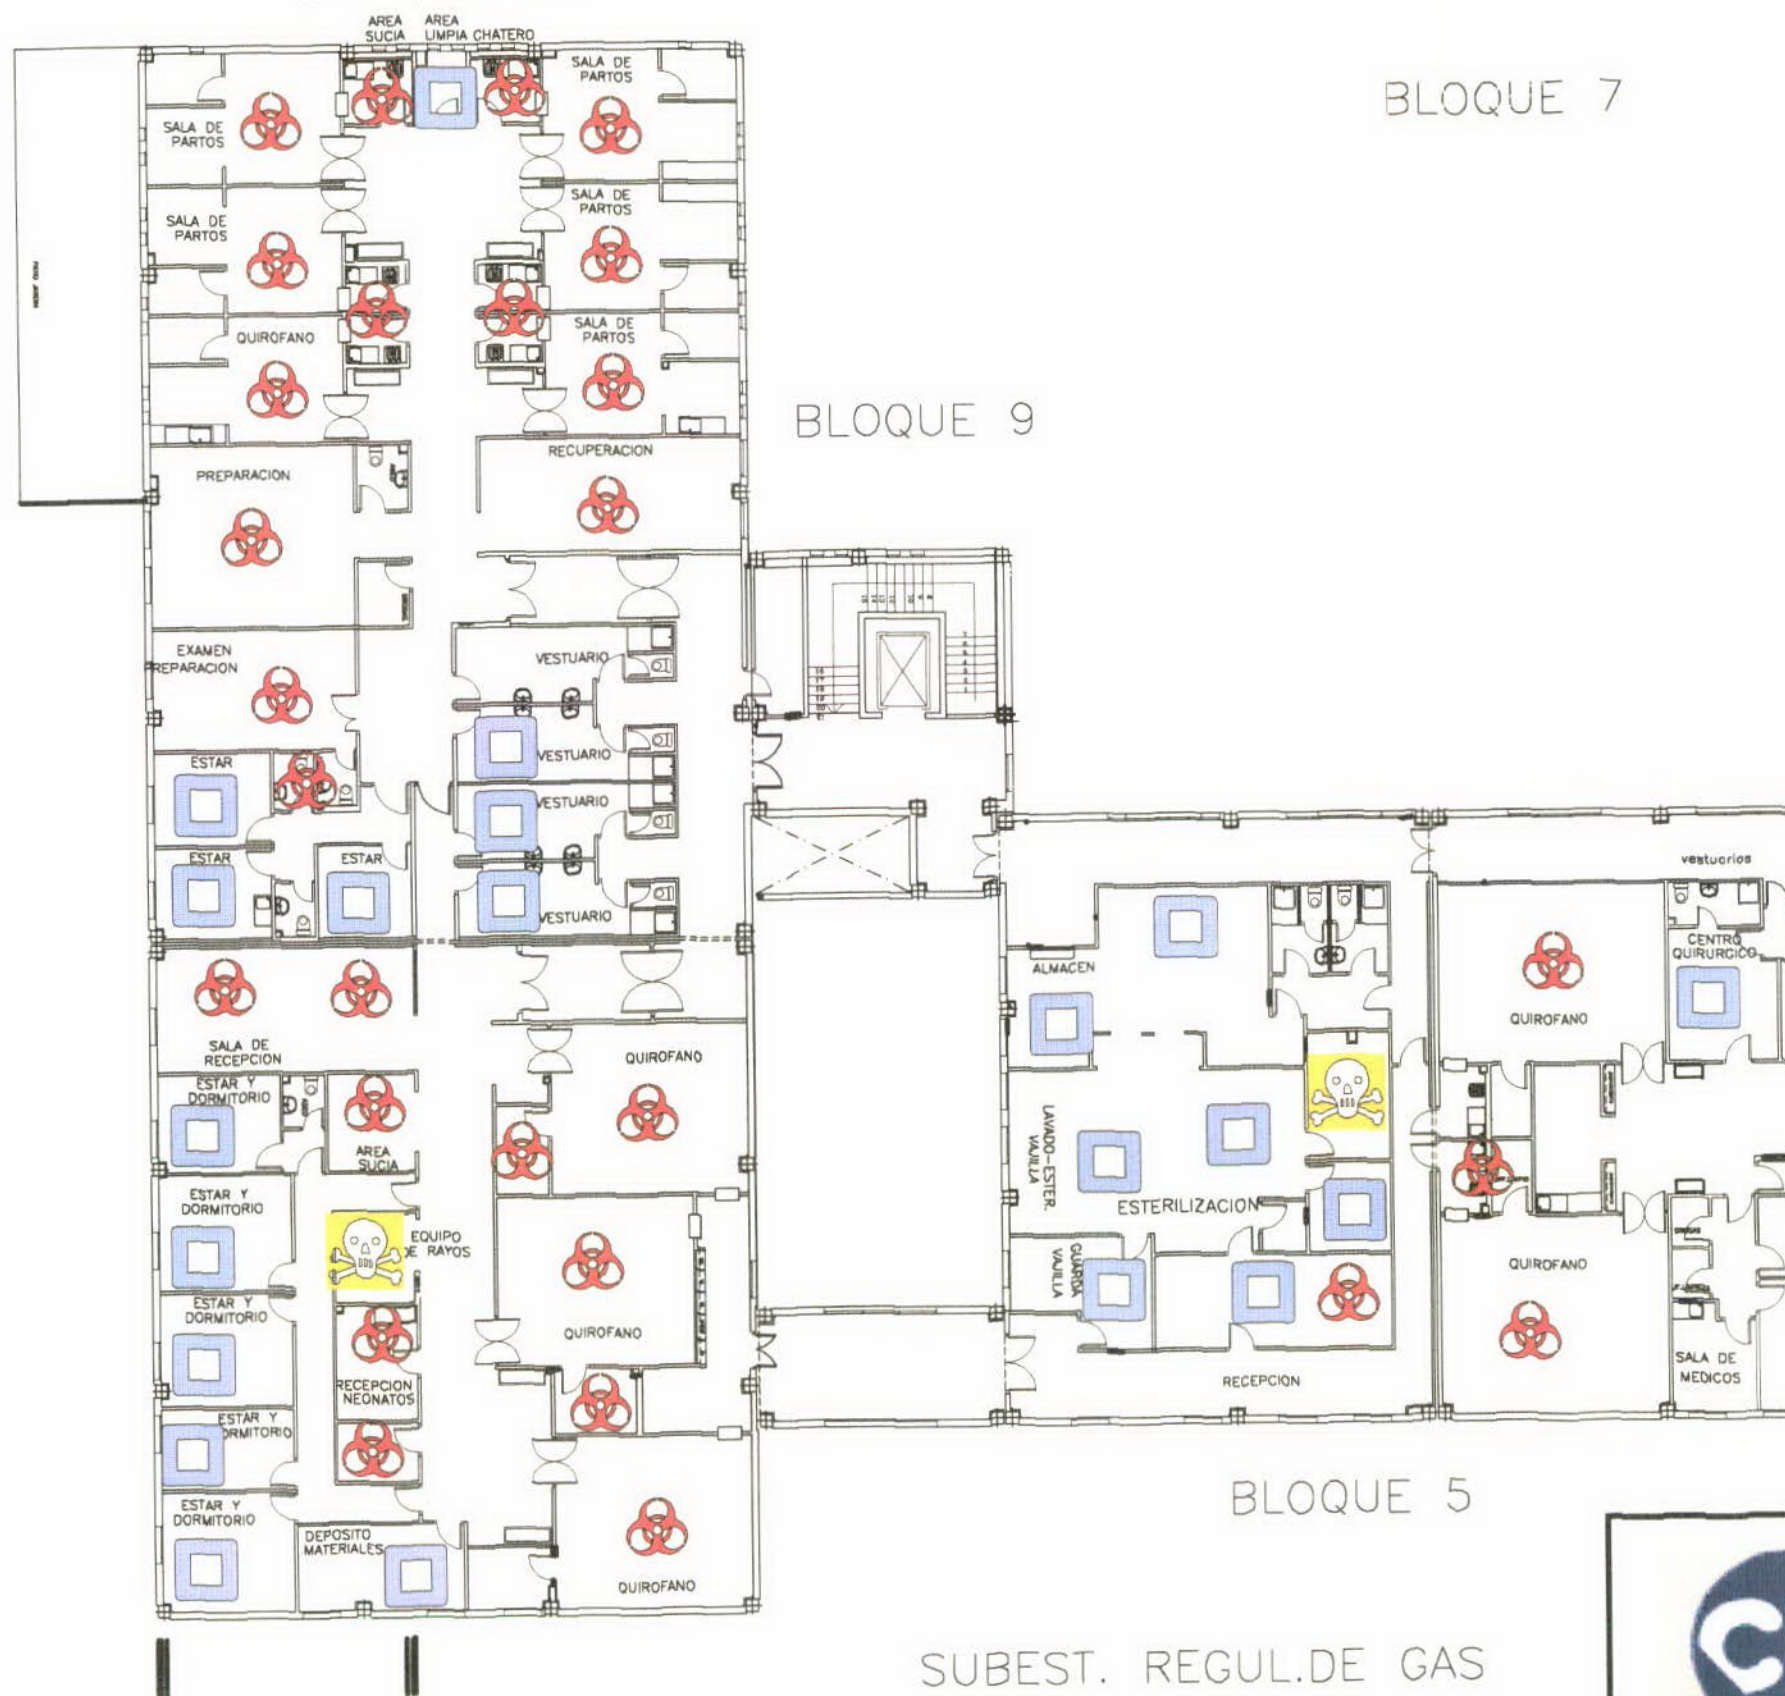 AREA
SUCIA
AREA
LIMPIA
CHATERO
SALA DE
PARTOS
BLOQUE 7
SALA DE
PARTOS
SALA DE
PARTOS
SALA DE
PARTOS
QUIROFANO
SALA DE
PARTOS
BLOQUE 9
PREPARACION
RECUPERACION
EXAMEN
PREPARACION
VESTUARIO
VESTUARIO
VESTUARIO
VESTUARIO
ESTAR
ESTAR
ESTAR
vestuarios
ALMACEN
CENTRO
QUIRURGICO
QUIROFANO
SALA DE
RECEPCION
QUIROFANO
ESTAR Y
DORMITORIO
AREA
SUCIA
LAVADO-ESTER.
VAJILLA
ESTERILIZACION
ESTAR Y
DORMITORIO
EQUIPO
DE RAYOS
GUARDA
VAJILLA
QUIROFANO
ESTAR Y
DORMITORIO
QUIROFANO
RECEPCION
NEONATOS
RECEPCION
SALA DE
MEDICOS
ESTAR Y
ORMITORIO
BLOQUE 5
ESTAR Y
DORMITORIO
DEPOSITO
MATERIALES
QUIROFANO
SUBEST. REGUL.DE GAS